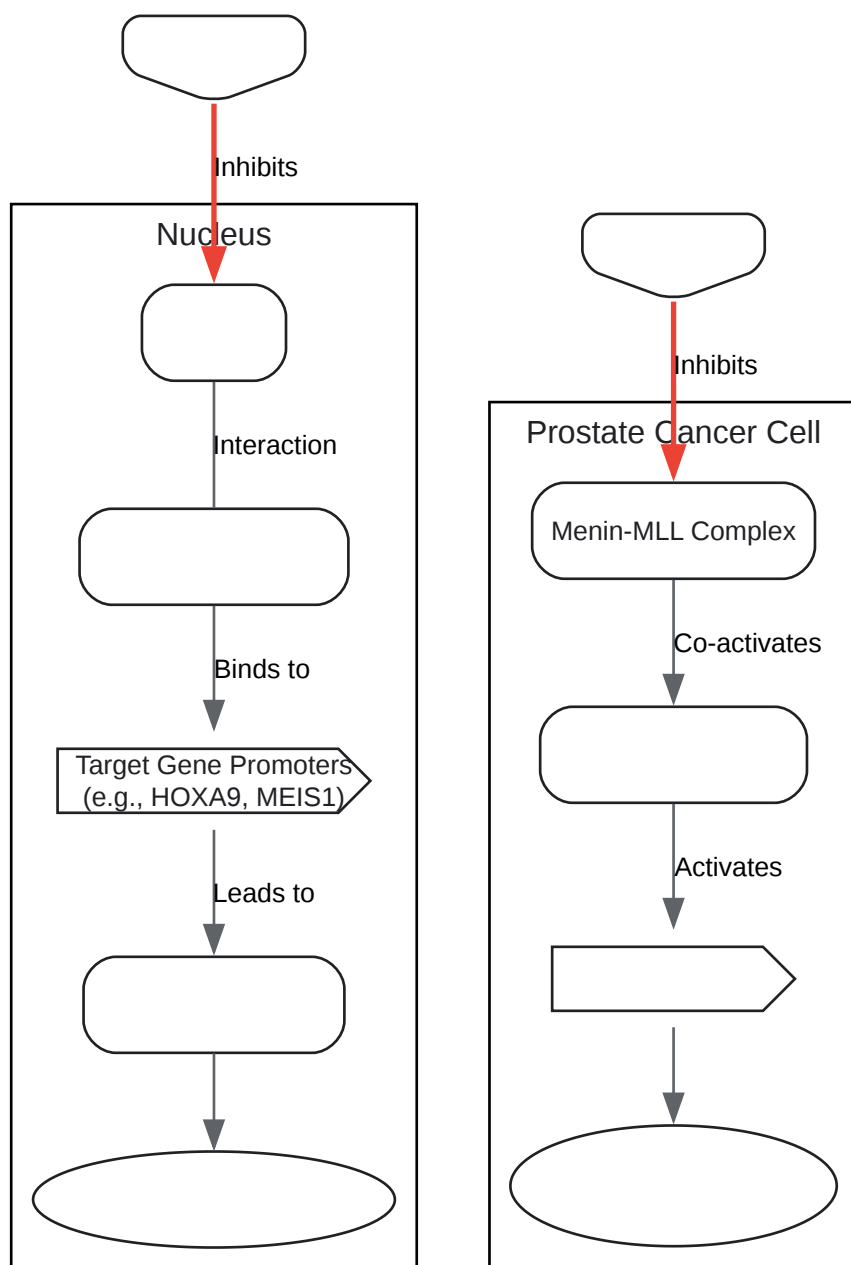 Inhibits
Nucleus
Interaction
Binds to
Target Gene Promoters
(e.g., HOXA9, MEIS1)
Leads to
Inhibits
Prostate Cancer Cell
Menin-MLL Complex
Co-activates
Activates